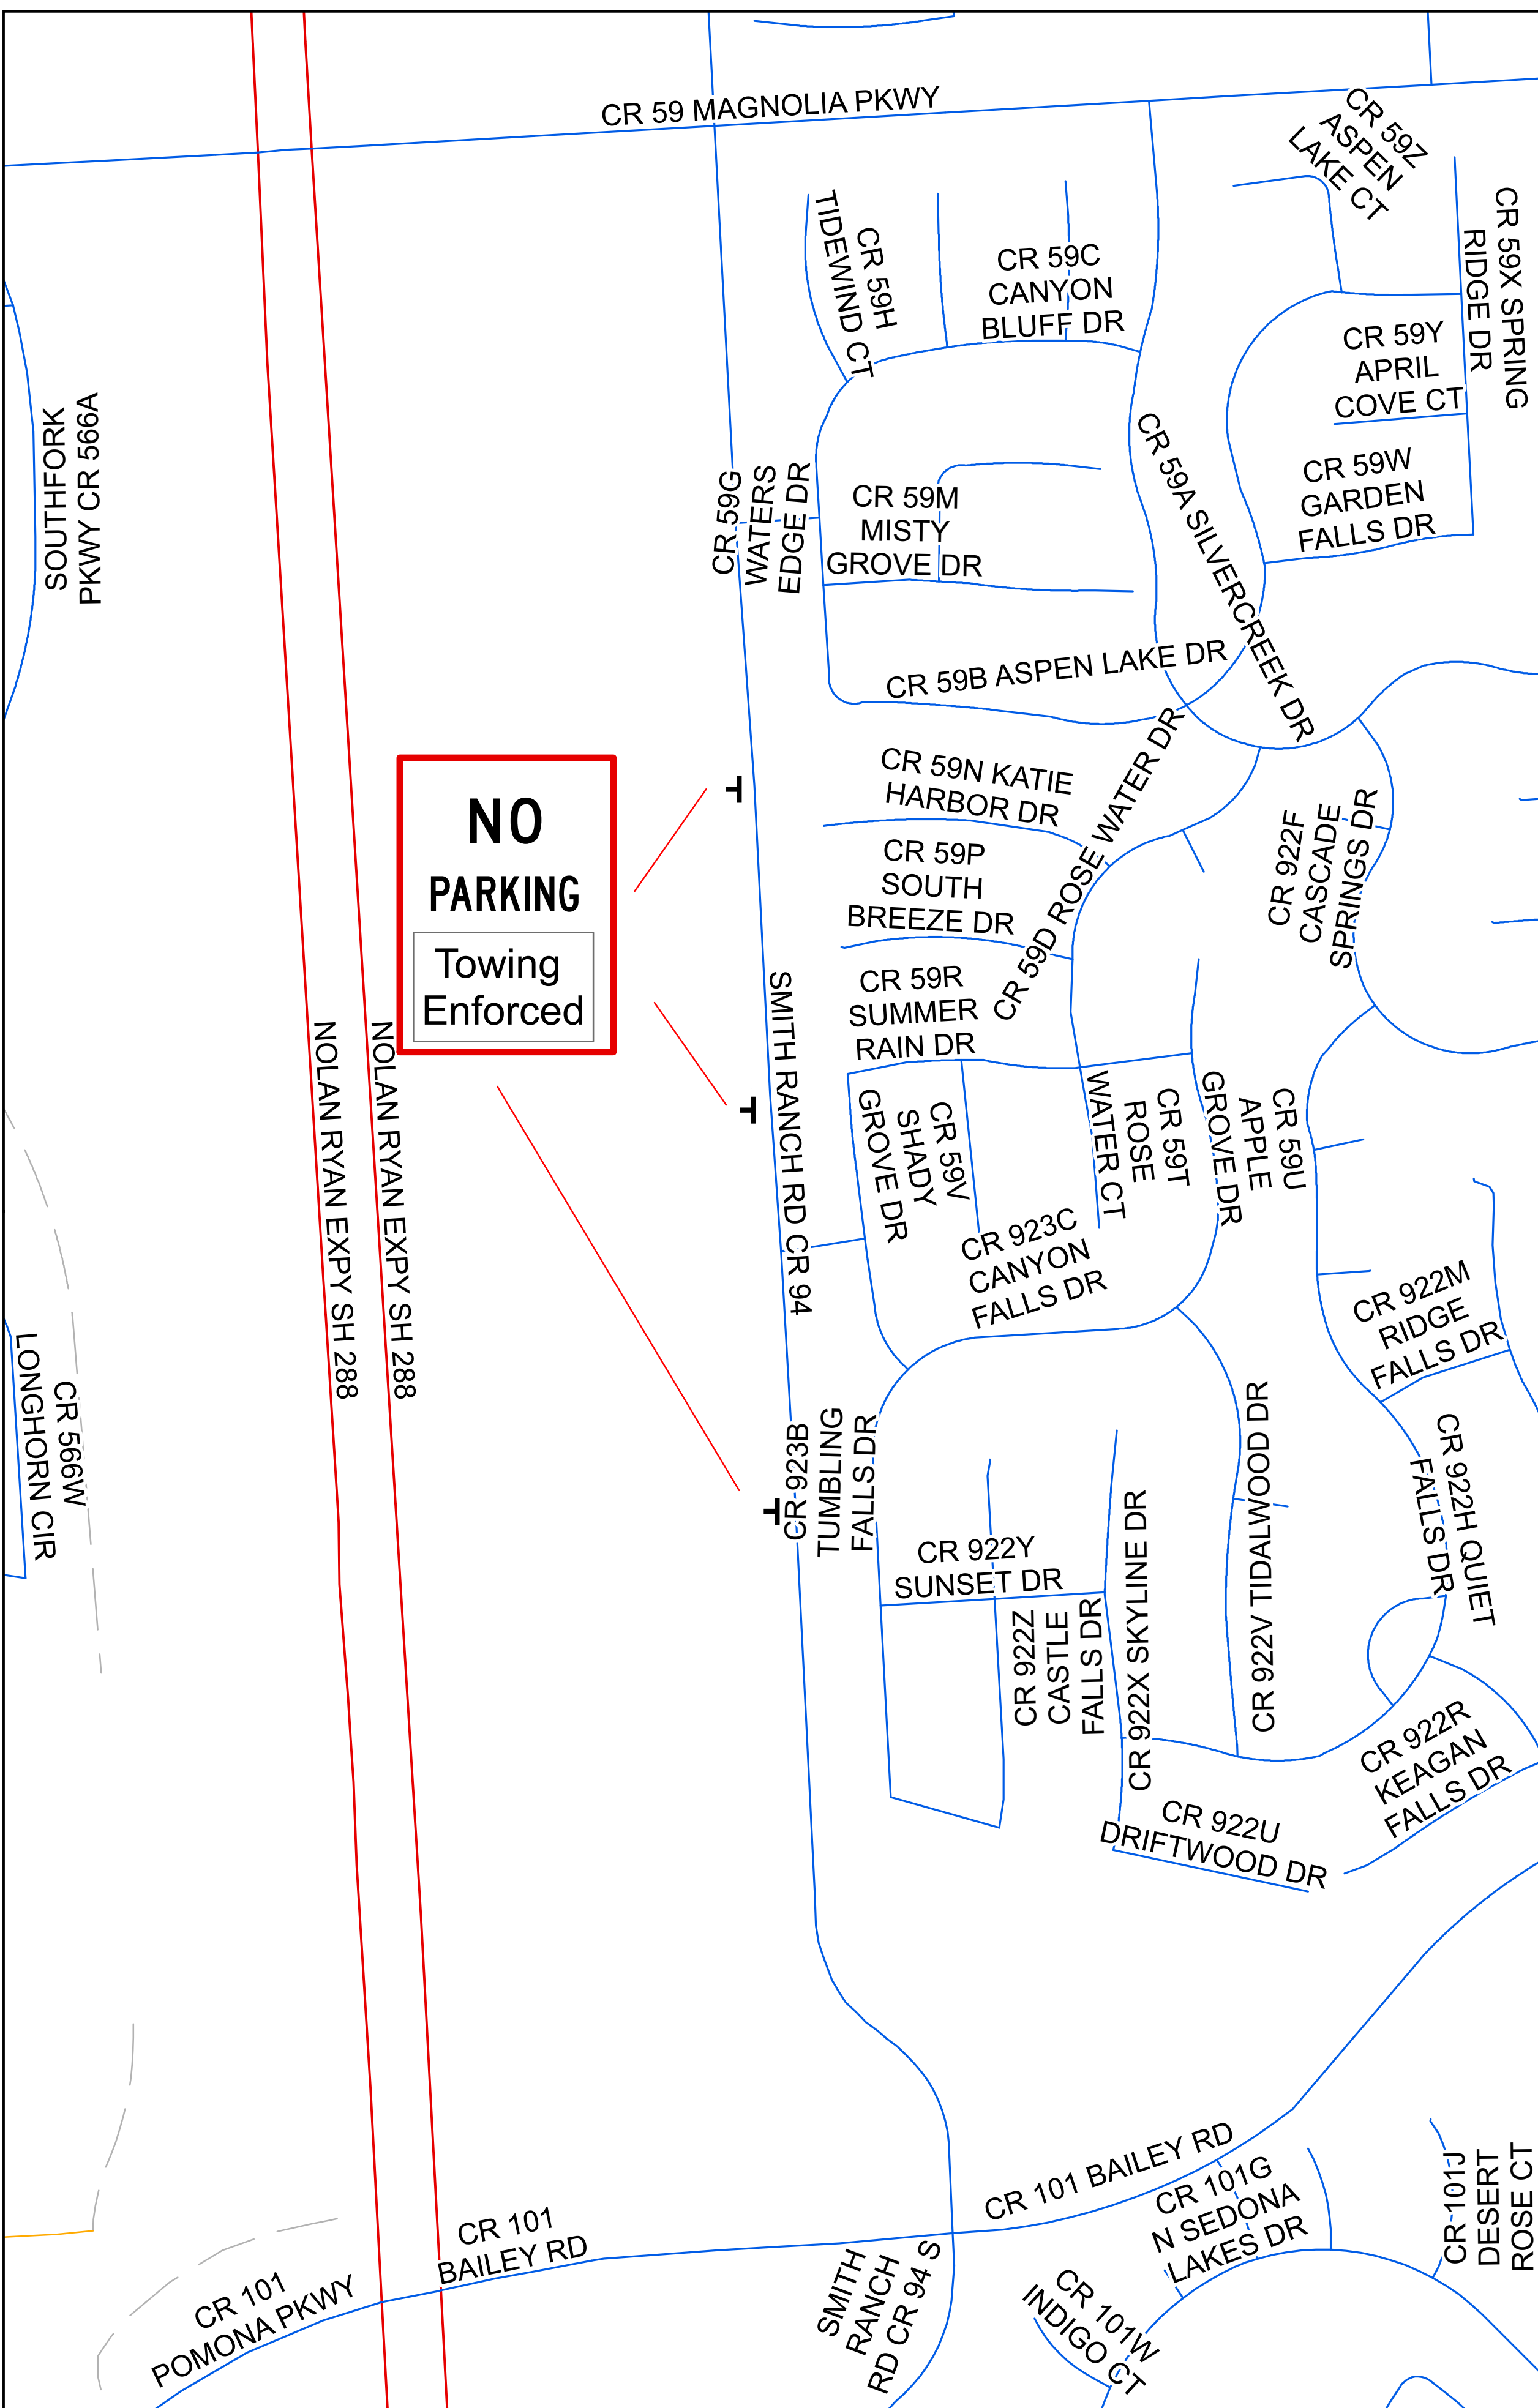 CR 59 MAGNOLIA PKWY
CR 59Z
ASPEN
LAKE CT
CR 59X SPRING
RIDGE DR
CR 59H
TIDEWIND CT
CR 59C
CANYON
BLUFF DR
CR 59Y
APRIL
COVE CT
SOUTHFORK
PKWY CR 566A
CR 59G
WATERS
EDGE DR
CR 59M
MISTY
GROVE DR
CR 59A SILVERCREEK DR
CR 59W
GARDEN
FALLS DR
CR 59B ASPEN LAKE DR
CR 59N KATIE
HARBOR DR
CR 59D ROSE WATER DR
CR 922F
CASCADE
SPRINGS DR
NO
PARKING
Towing
Enforced
CR 59P
SOUTH
BREEZE DR
CR 59R
SUMMER
RAIN DR
NOLAN RYAN EXPY SH 288
NOLAN RYAN EXPY SH 288
SMITH RANCH RD CR 94
CR 59V
SHADY
GROVE DR
CR 59T
ROSE
WATER CT
CR 59U
APPLE
GROVE DR
CR 923C
CANYON
FALLS DR
CR 922M
RIDGE
FALLS DR
CR 566W
LONGHORN CIR
CR 923B
TUMBLING
FALLS DR
CR 922Y
SUNSET DR
CR 922Z
CASTLE
FALLS DR
CR 922X SKYLINE DR
CR 922V TIDALWOOD DR
CR 922H QUIET
FALLS DR
CR 922R
KEAGAN
FALLS DR
CR 922U
DRIFTWOOD DR
CR 101 BAILEY RD
CR 101G
N SEDONA
LAKES DR
CR 101J
DESERT
ROSE CT
CR 101
BAILEY RD
CR 101
POMONA PKWY
SMITH
RANCH
RD CR 94 S
CR 101W
INDIGO CT